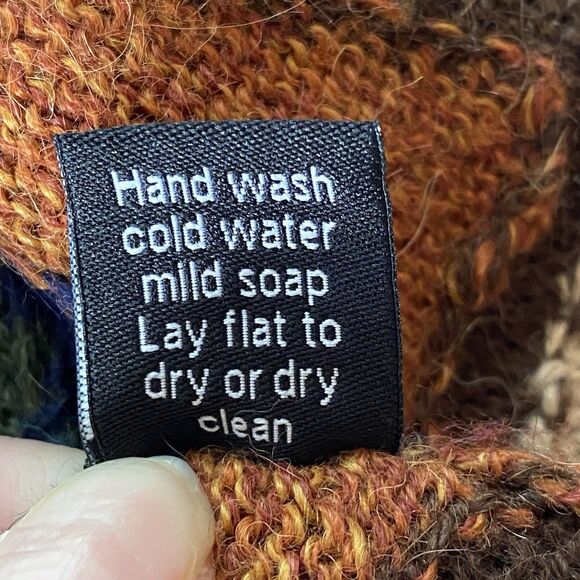 Hand wash
cold water
mild soap
Lay flat to
dry or dry
clean